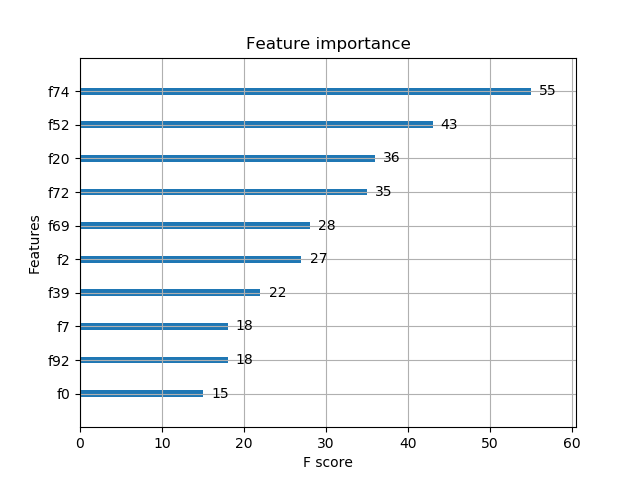 Feature importance
f74 55
f52 43
f20 36
f72 35
f69 28
f2 27
f39 22
f7 18
f92 18
f0 15
Features
0 10 20 30 40 50 60
F score